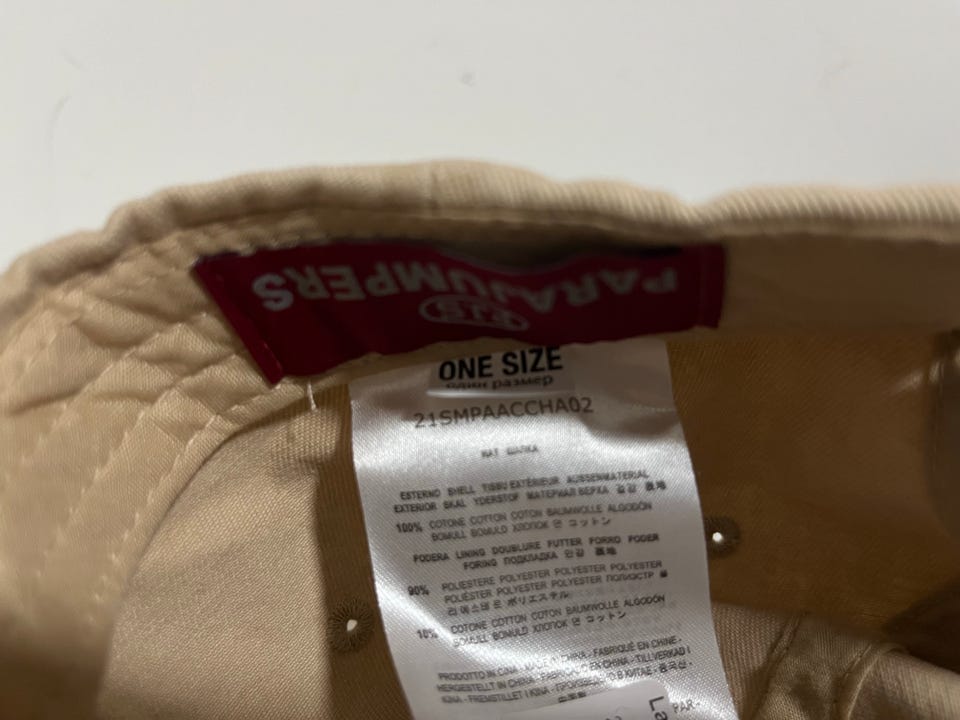 PARAJUMPERS
PJS
ONE SIZE
один размер
21SMPAACCHA02
HAT ШАПКА
ESTERNO SHELL TISSU EXTÉRIEUR AUSSENMATERIAL
EXTERIOR SKAL YDERSTOF МАТЕРИАЛ ВЕРХА 겉감 表地
100% COTONE COTTON COTON BAUMWOLLE ALGODÓN
BOMULL BOMULD ХЛОПОК 면 コットン
FODERA LINING DOUBLURE FUTTER FORRO FODER
FORING ПОДКЛАДКА 안감 裏地
90% POLIESTERE POLYESTER POLYESTER POLYESTER
POLIÉSTER POLYESTER POLYESTER ПОЛИЭСТР 폴
리에스테르 ポリエステル
10% COTONE COTTON COTON BAUMWOLLE ALGODÓN
BOMULL BOMULD ХЛОПОК 면 コットン
PRODOTTO IN CINA - MADE IN CHINA - FABRIQUÉ EN CHINE -
HERGESTELLT IN CHINA - FABRICADO EN CHINA - TILLVERKAD I
KINA - FREMSTILLET I KINA - В КИТАЕ - 중국산 -
PAR-